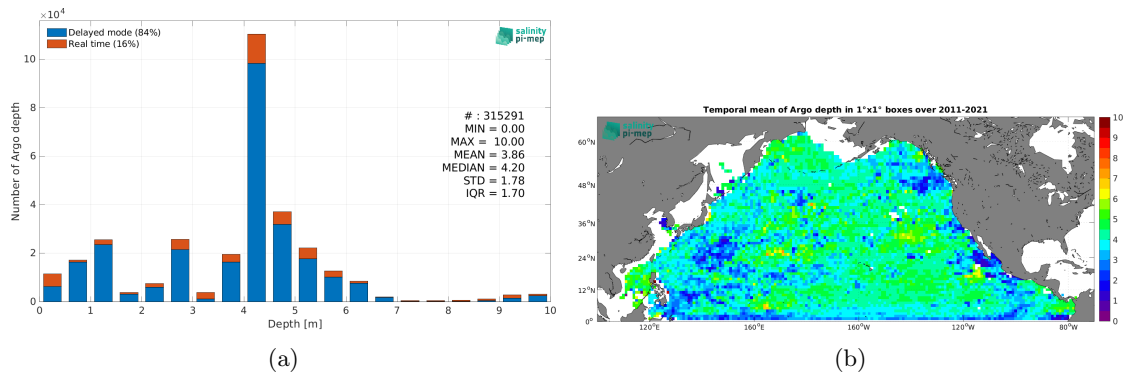 ×10⁴
Delayed mode (84%)
Real time (16%)
salinity
pi-mep
10
8
6
4
2
0
Number of Argo depth
# : 315291
MIN = 0.00
MAX = 10.00
MEAN = 3.86
MEDIAN = 4.20
STD = 1.78
IQR = 1.70
0 1 2 3 4 5 6 7 8 9 10
Depth [m]
(a)
Temporal mean of Argo depth in 1°x1° boxes over 2011-2021
salinity
pi-mep
60°N
48°N
36°N
24°N
12°N
0°
120°E 160°E 160°W 120°W 80°W
10
9
8
7
6
5
4
3
2
1
0
(b)